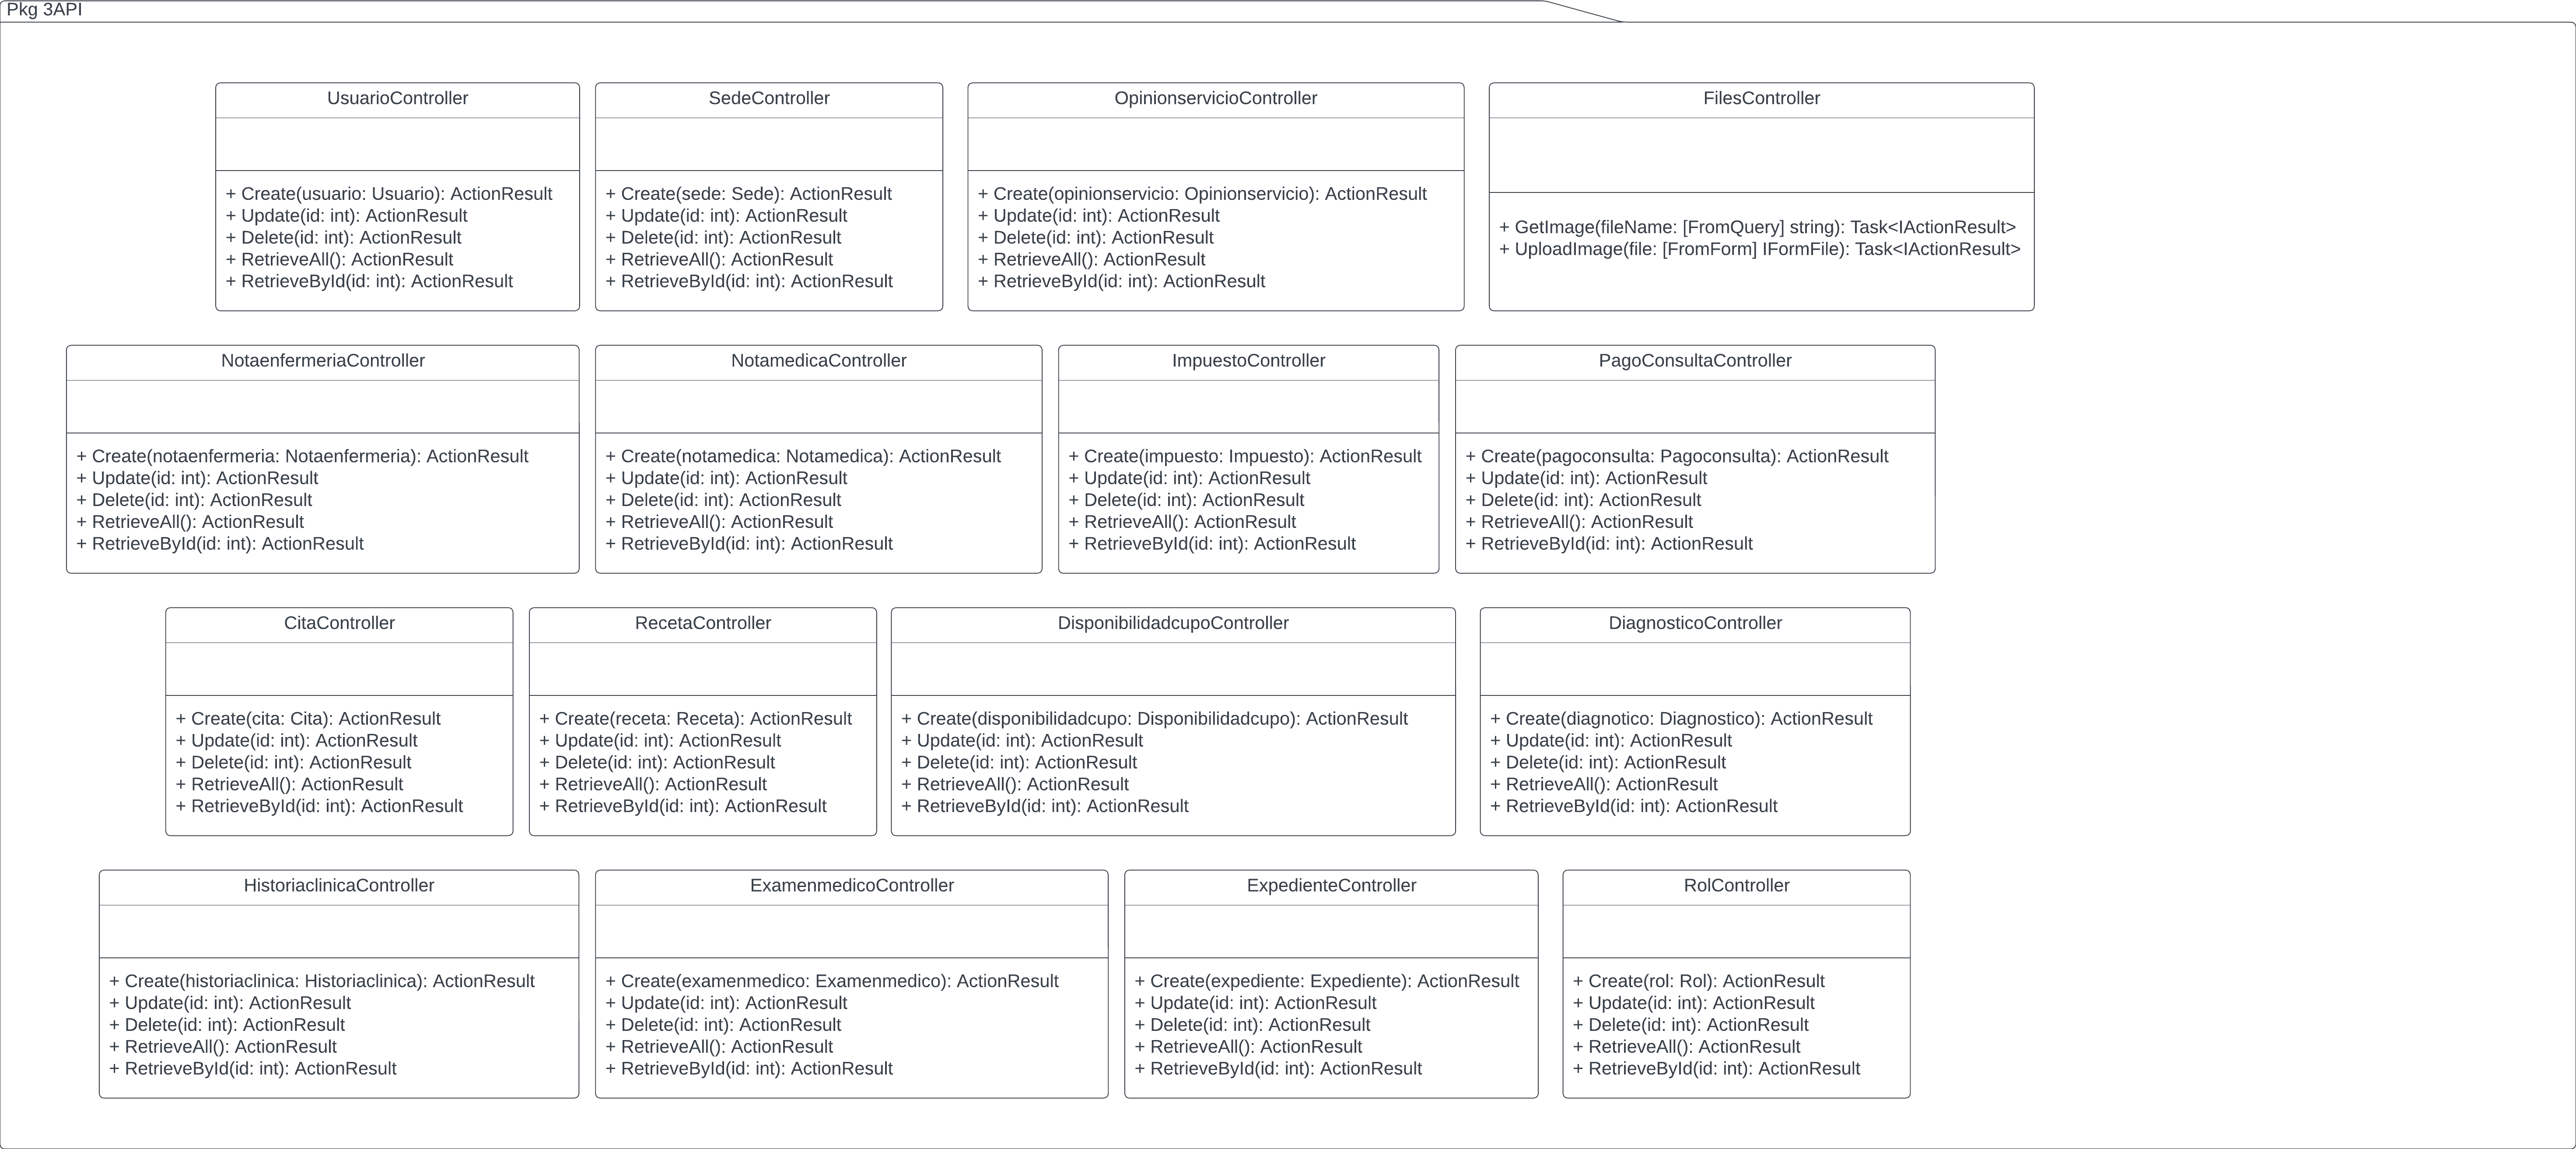 Pkg 3API
UsuarioController
+ Create(usuario: Usuario): ActionResult
+ Update(id: int): ActionResult
+ Delete(id: int): ActionResult
+ RetrieveAll(): ActionResult
+ RetrieveById(id: int): ActionResult
SedeController
+ Create(sede: Sede): ActionResult
+ Update(id: int): ActionResult
+ Delete(id: int): ActionResult
+ RetrieveAll(): ActionResult
+ RetrieveById(id: int): ActionResult
OpinionservicioController
+ Create(opinionservicio: Opinionservicio): ActionResult
+ Update(id: int): ActionResult
+ Delete(id: int): ActionResult
+ RetrieveAll(): ActionResult
+ RetrieveById(id: int): ActionResult
FilesController
+ GetImage(fileName: [FromQuery] string): Task<IActionResult>
+ UploadImage(file: [FromForm] IFormFile): Task<IActionResult>
NotaenfermeriaController
+ Create(notaenfermeria: Notaenfermeria): ActionResult
+ Update(id: int): ActionResult
+ Delete(id: int): ActionResult
+ RetrieveAll(): ActionResult
+ RetrieveById(id: int): ActionResult
NotamedicaController
+ Create(notamedica: Notamedica): ActionResult
+ Update(id: int): ActionResult
+ Delete(id: int): ActionResult
+ RetrieveAll(): ActionResult
+ RetrieveById(id: int): ActionResult
ImpuestoController
+ Create(impuesto: Impuesto): ActionResult
+ Update(id: int): ActionResult
+ Delete(id: int): ActionResult
+ RetrieveAll(): ActionResult
+ RetrieveById(id: int): ActionResult
PagoConsultaController
+ Create(pagoconsulta: Pagoconsulta): ActionResult
+ Update(id: int): ActionResult
+ Delete(id: int): ActionResult
+ RetrieveAll(): ActionResult
+ RetrieveById(id: int): ActionResult
CitaController
+ Create(cita: Cita): ActionResult
+ Update(id: int): ActionResult
+ Delete(id: int): ActionResult
+ RetrieveAll(): ActionResult
+ RetrieveById(id: int): ActionResult
RecetaController
+ Create(receta: Receta): ActionResult
+ Update(id: int): ActionResult
+ Delete(id: int): ActionResult
+ RetrieveAll(): ActionResult
+ RetrieveById(id: int): ActionResult
DisponibilidadcupoController
+ Create(disponibilidadcupo: Disponibilidadcupo): ActionResult
+ Update(id: int): ActionResult
+ Delete(id: int): ActionResult
+ RetrieveAll(): ActionResult
+ RetrieveById(id: int): ActionResult
DiagnosticoController
+ Create(diagnotico: Diagnostico): ActionResult
+ Update(id: int): ActionResult
+ Delete(id: int): ActionResult
+ RetrieveAll(): ActionResult
+ RetrieveById(id: int): ActionResult
HistoriaclinicaController
+ Create(historiaclinica: Historiaclinica): ActionResult
+ Update(id: int): ActionResult
+ Delete(id: int): ActionResult
+ RetrieveAll(): ActionResult
+ RetrieveById(id: int): ActionResult
ExamenmedicoController
+ Create(examenmedico: Examenmedico): ActionResult
+ Update(id: int): ActionResult
+ Delete(id: int): ActionResult
+ RetrieveAll(): ActionResult
+ RetrieveById(id: int): ActionResult
ExpedienteController
+ Create(expediente: Expediente): ActionResult
+ Update(id: int): ActionResult
+ Delete(id: int): ActionResult
+ RetrieveAll(): ActionResult
+ RetrieveById(id: int): ActionResult
RolController
+ Create(rol: Rol): ActionResult
+ Update(id: int): ActionResult
+ Delete(id: int): ActionResult
+ RetrieveAll(): ActionResult
+ RetrieveById(id: int): ActionResult